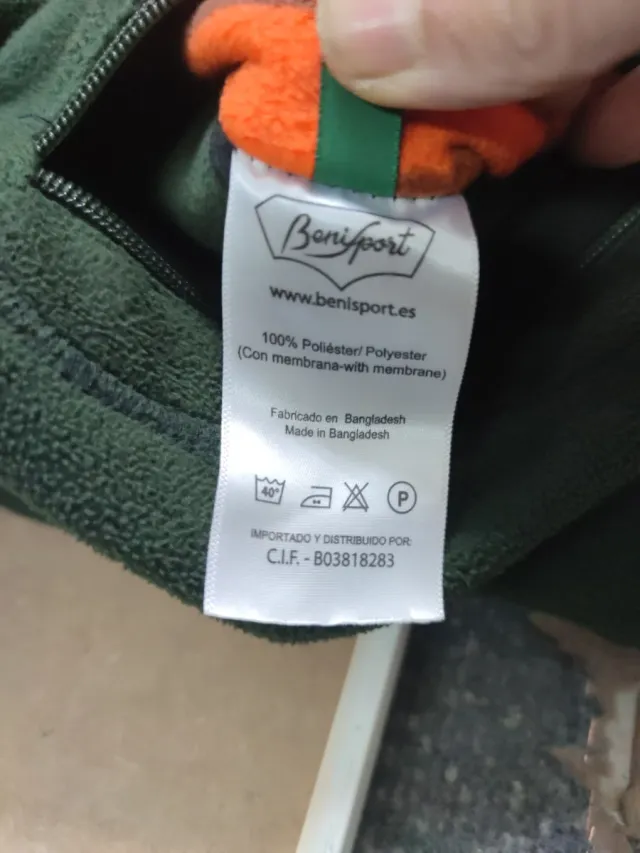 BeniSport
www.benisport.es
100% Poliéster/ Polyester
(Con membrana-with membrane)
Fabricado en Bangladesh
Made in Bangladesh
40° P
IMPORTADO Y DISTRIBUIDO POR:
C.I.F. - B03818283